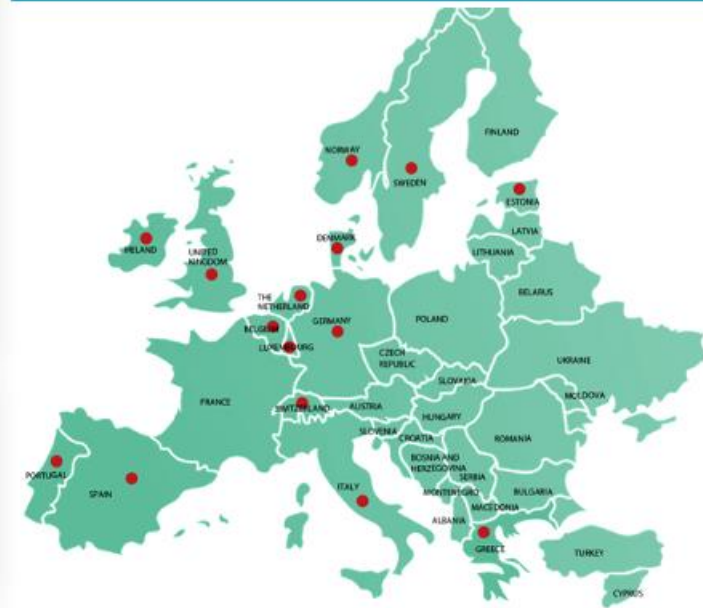 FINLAND
NORWAY
SWEDEN
ESTONIA
LATVIA
LITHUANIA
DENMARK
IRELAND
UNITED
KINGDOM
BELARUS
THE
NETHERLAND
GERMANY
POLAND
BELGIUM
LUXEMBOURG
CZECH
REPUBLIC
UKRAINE
SLOVAKIA
MOLDOVA
FRANCE
SWITZERLAND
AUSTRIA
HUNGARY
SLOVENIA
CROATIA
ROMANIA
BOSNIA AND
HERZEGOVINA
SERBIA
PORTUGAL
SPAIN
ITALY
MONTENEGRO
BULGARIA
MACEDONIA
ALBANIA
GREECE
TURKEY
CYPRUS